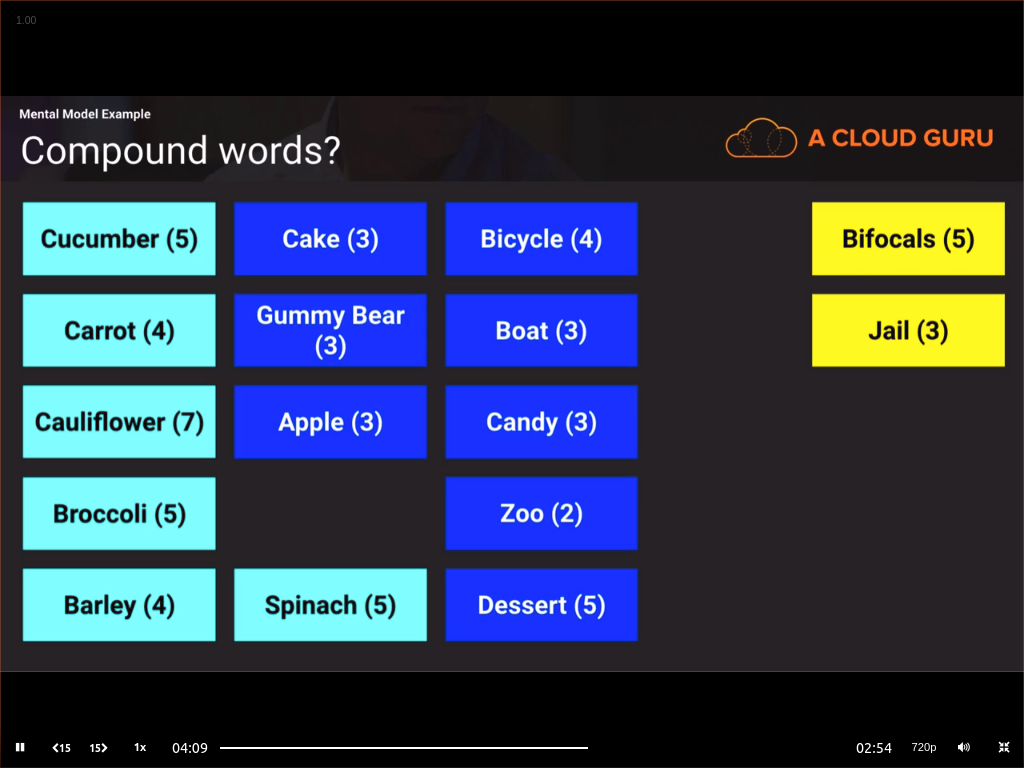 1.00
Mental Model Example
Compound words?
A CLOUD GURU
Cucumber (5)
Cake (3)
Bicycle (4)
Bifocals (5)
Carrot (4)
Gummy Bear
(3)
Boat (3)
Jail (3)
Cauliflower (7)
Apple (3)
Candy (3)
Broccoli (5)
Zoo (2)
Barley (4)
Spinach (5)
Dessert (5)
15
15
1x
04:09
02:54
720p